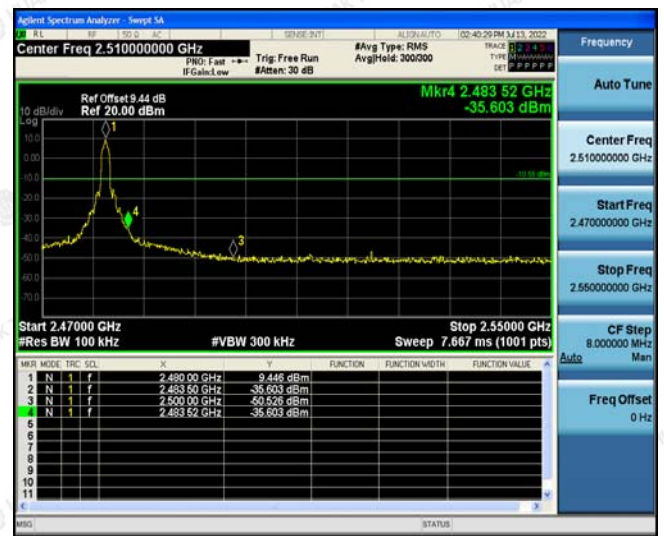 Agilent Spectrum Analyzer - Swept SA
RL RF 50 Ω AC SENSE:INT ALIGNAUTO 02:40:29 PM Jul 13, 2022
Center Freq 2.510000000 GHz
PNO: Fast
IFGain:Low
Trig: Free Run
#Atten: 30 dB
#Avg Type: RMS
Avg|Hold: 300/300
TRACE 1 2 3 4 5 6
TYPE
DET P P P P P P
Ref Offset 9.44 dB
10 dB/div Ref 20.00 dBm
Log
Mkr4 2.483 52 GHz
-35.603 dBm
10.0
0.00
-10.0
-20.0
-30.0
-40.0
-50.0
-60.0
-70.0
1
4
3
-10.55 dBm
Start 2.47000 GHz Stop 2.55000 GHz
#Res BW 100 kHz #VBW 300 kHz Sweep 7.667 ms (1001 pts)
MKR MODE TRC SCL X Y FUNCTION FUNCTION WIDTH FUNCTION VALUE
1 N 1 f 2.480 00 GHz 9.446 dBm
2 N 1 f 2.483 50 GHz -35.603 dBm
3 N 1 f 2.500 00 GHz -50.526 dBm
4 N 1 f 2.483 52 GHz -35.603 dBm
5
6
7
8
9
10
11
MSG STATUS
Frequency
Auto Tune
Center Freq
2.510000000 GHz
Start Freq
2.470000000 GHz
Stop Freq
2.550000000 GHz
CF Step
8.000000 MHz
Auto Man
Freq Offset
0 Hz